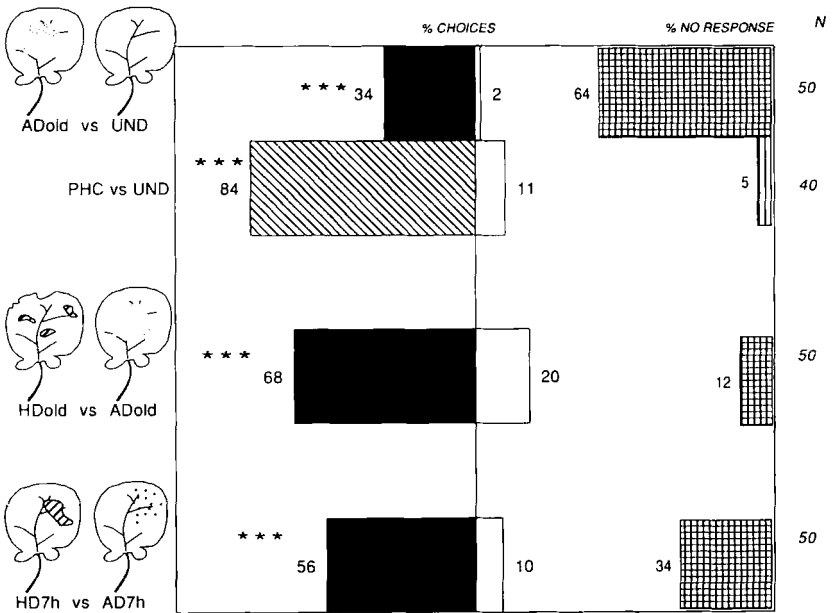 % CHOICES % NO RESPONSE N
*** 34 2 64 50
ADold vs UND
***
PHC vs UND 84 11 5 40
*** 68 20 12 50
HDold vs ADold
*** 56 10 34 50
HD7h vs AD7h